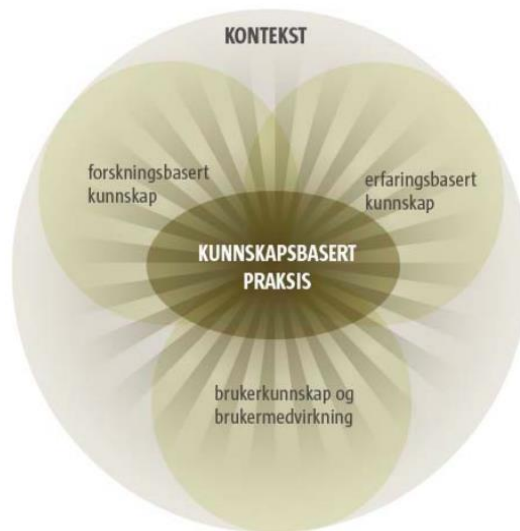 KONTEKST
forskningsbasert
kunnskap
erfaringsbasert
kunnskap
KUNNSKAPSBASERT
PRAKSIS
brukerkunnskap og
brukermedvirkning